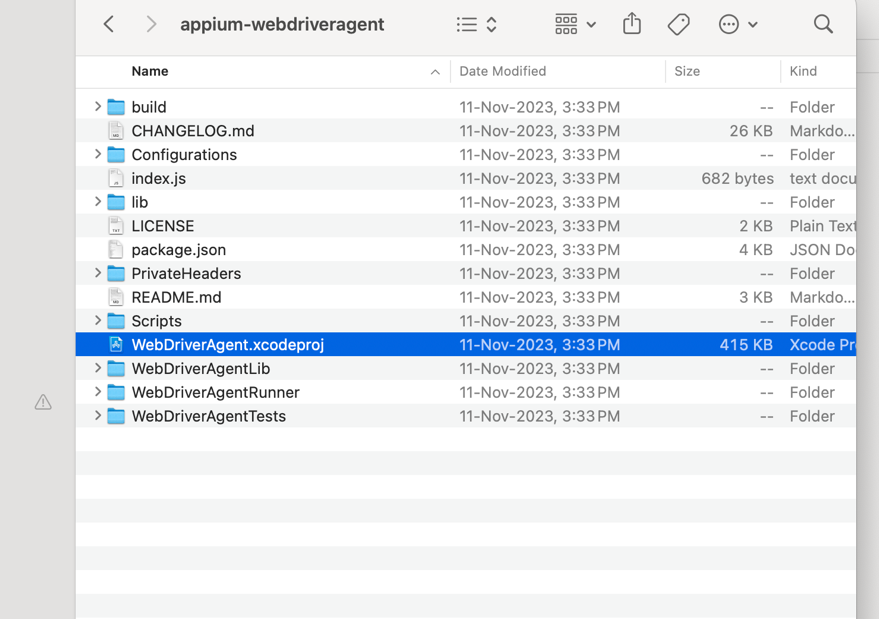 appium-webdriveragent
Name Date Modified Size Kind
build 11-Nov-2023, 3:33 PM -- Folder
CHANGELOG.md 11-Nov-2023, 3:33 PM 26 KB Markdo...
Configurations 11-Nov-2023, 3:33 PM -- Folder
index.js 11-Nov-2023, 3:33 PM 682 bytes text docu
lib 11-Nov-2023, 3:33 PM -- Folder
LICENSE 11-Nov-2023, 3:33 PM 2 KB Plain Text
package.json 11-Nov-2023, 3:33 PM 4 KB JSON Do
PrivateHeaders 11-Nov-2023, 3:33 PM -- Folder
README.md 11-Nov-2023, 3:33 PM 3 KB Markdo...
Scripts 11-Nov-2023, 3:33 PM -- Folder
WebDriverAgent.xcodeproj 11-Nov-2023, 3:33 PM 415 KB Xcode Pr
WebDriverAgentLib 11-Nov-2023, 3:33 PM -- Folder
WebDriverAgentRunner 11-Nov-2023, 3:33 PM -- Folder
WebDriverAgentTests 11-Nov-2023, 3:33 PM -- Folder